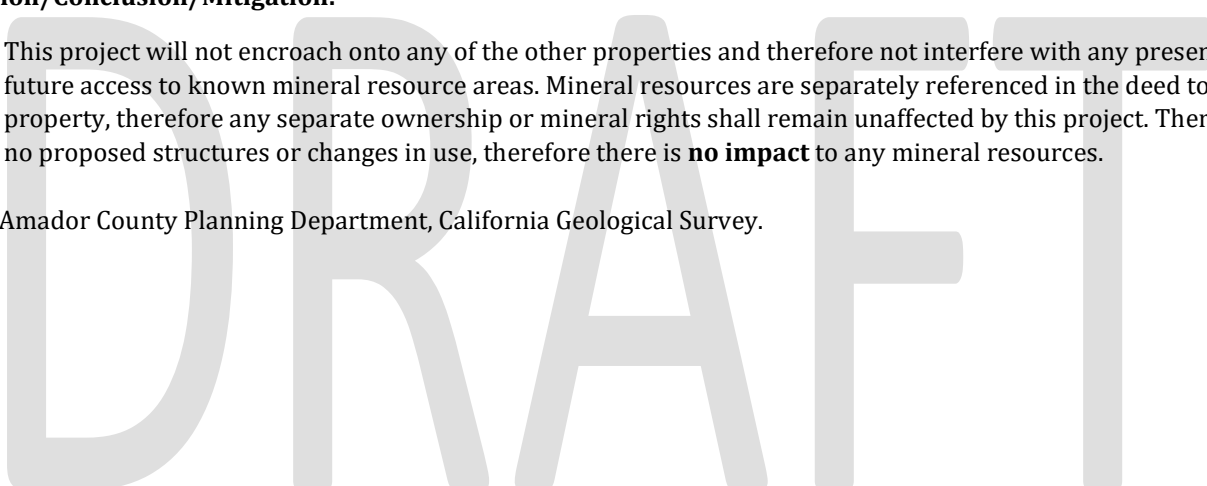 ion/Conclusion/Mitigation:
This project will not encroach onto any of the other properties and therefore not interfere with any presen
future access to known mineral resource areas. Mineral resources are separately referenced in the deed to
property, therefore any separate ownership or mineral rights shall remain unaffected by this project. Ther
no proposed structures or changes in use, therefore there is no impact to any mineral resources.
Amador County Planning Department, California Geological Survey.
DRAFT